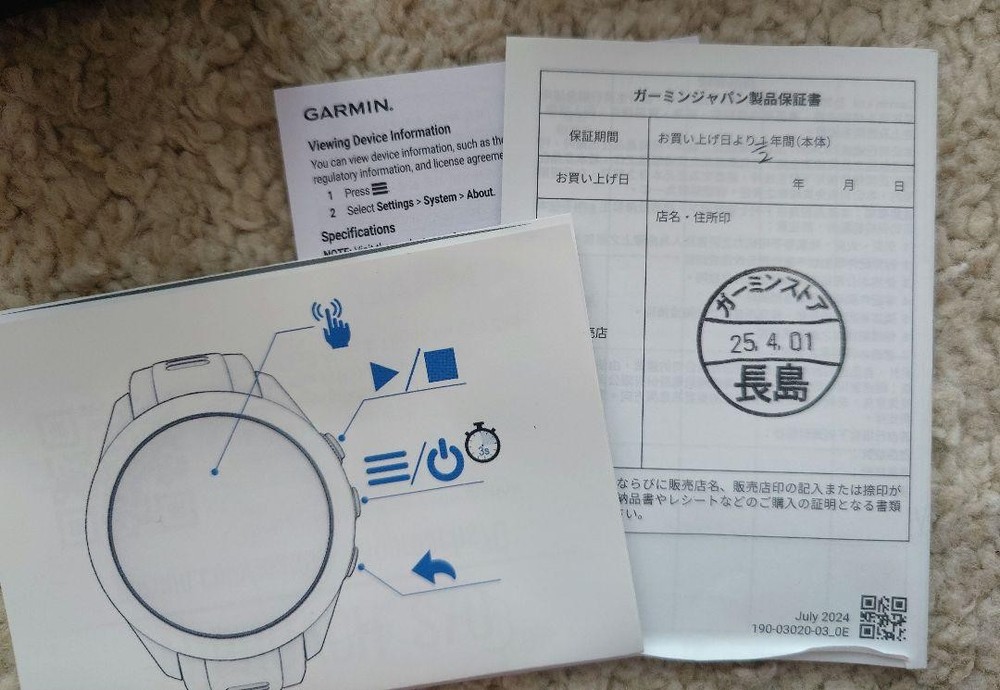 GARMIN.
Viewing Device Information
You can view device information, such as the
regulatory information, and license agreeme
1 Press
2 Select Settings > System > About.
Specifications
ガーミンジャパン製品保証書
保証期間
お買い上げ日より1年間(本体)
2
お買い上げ日
年 月 日
店名・住所印
売店
ガーミンストア
25. 4. 01
長島
ならびに販売店名、販売店印の記入または捺印が
納品書やレシートなどのご購入の証明となる書類
い。
July 2024
190-03020-03_0E
3s